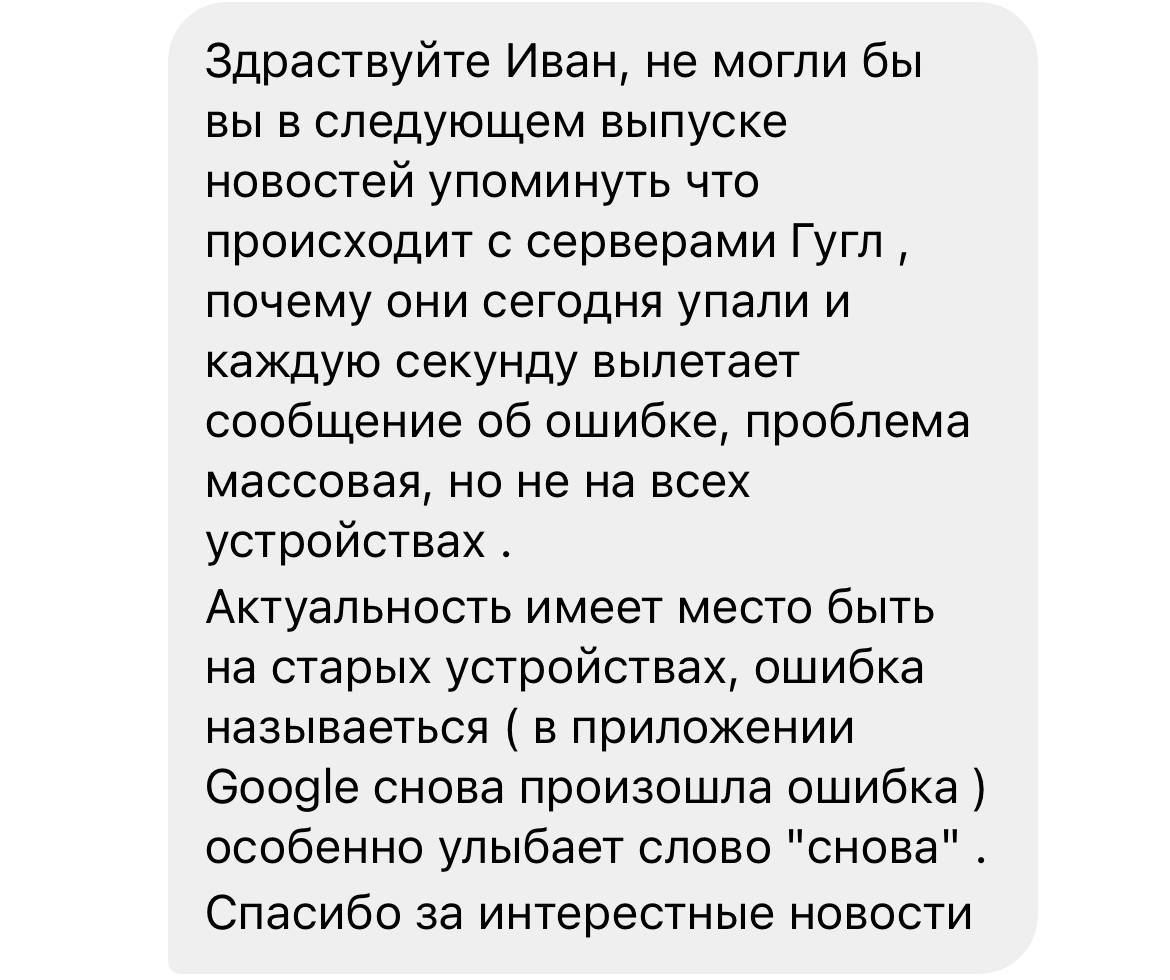 Здраствуйте Иван, не могли бы
вы в следующем выпуске
новостей упоминуть что
происходит с серверами Гугл ,
почему они сегодня упали и
каждую секунду вылетает
сообщение об ошибке, проблема
массовая, но не на всех
устройствах .
Актуальность имеет место быть
на старых устройствах, ошибка
называеться ( в приложении
Google снова произошла ошибка )
особенно улыбает слово "снова" .
Спасибо за интерестные новости